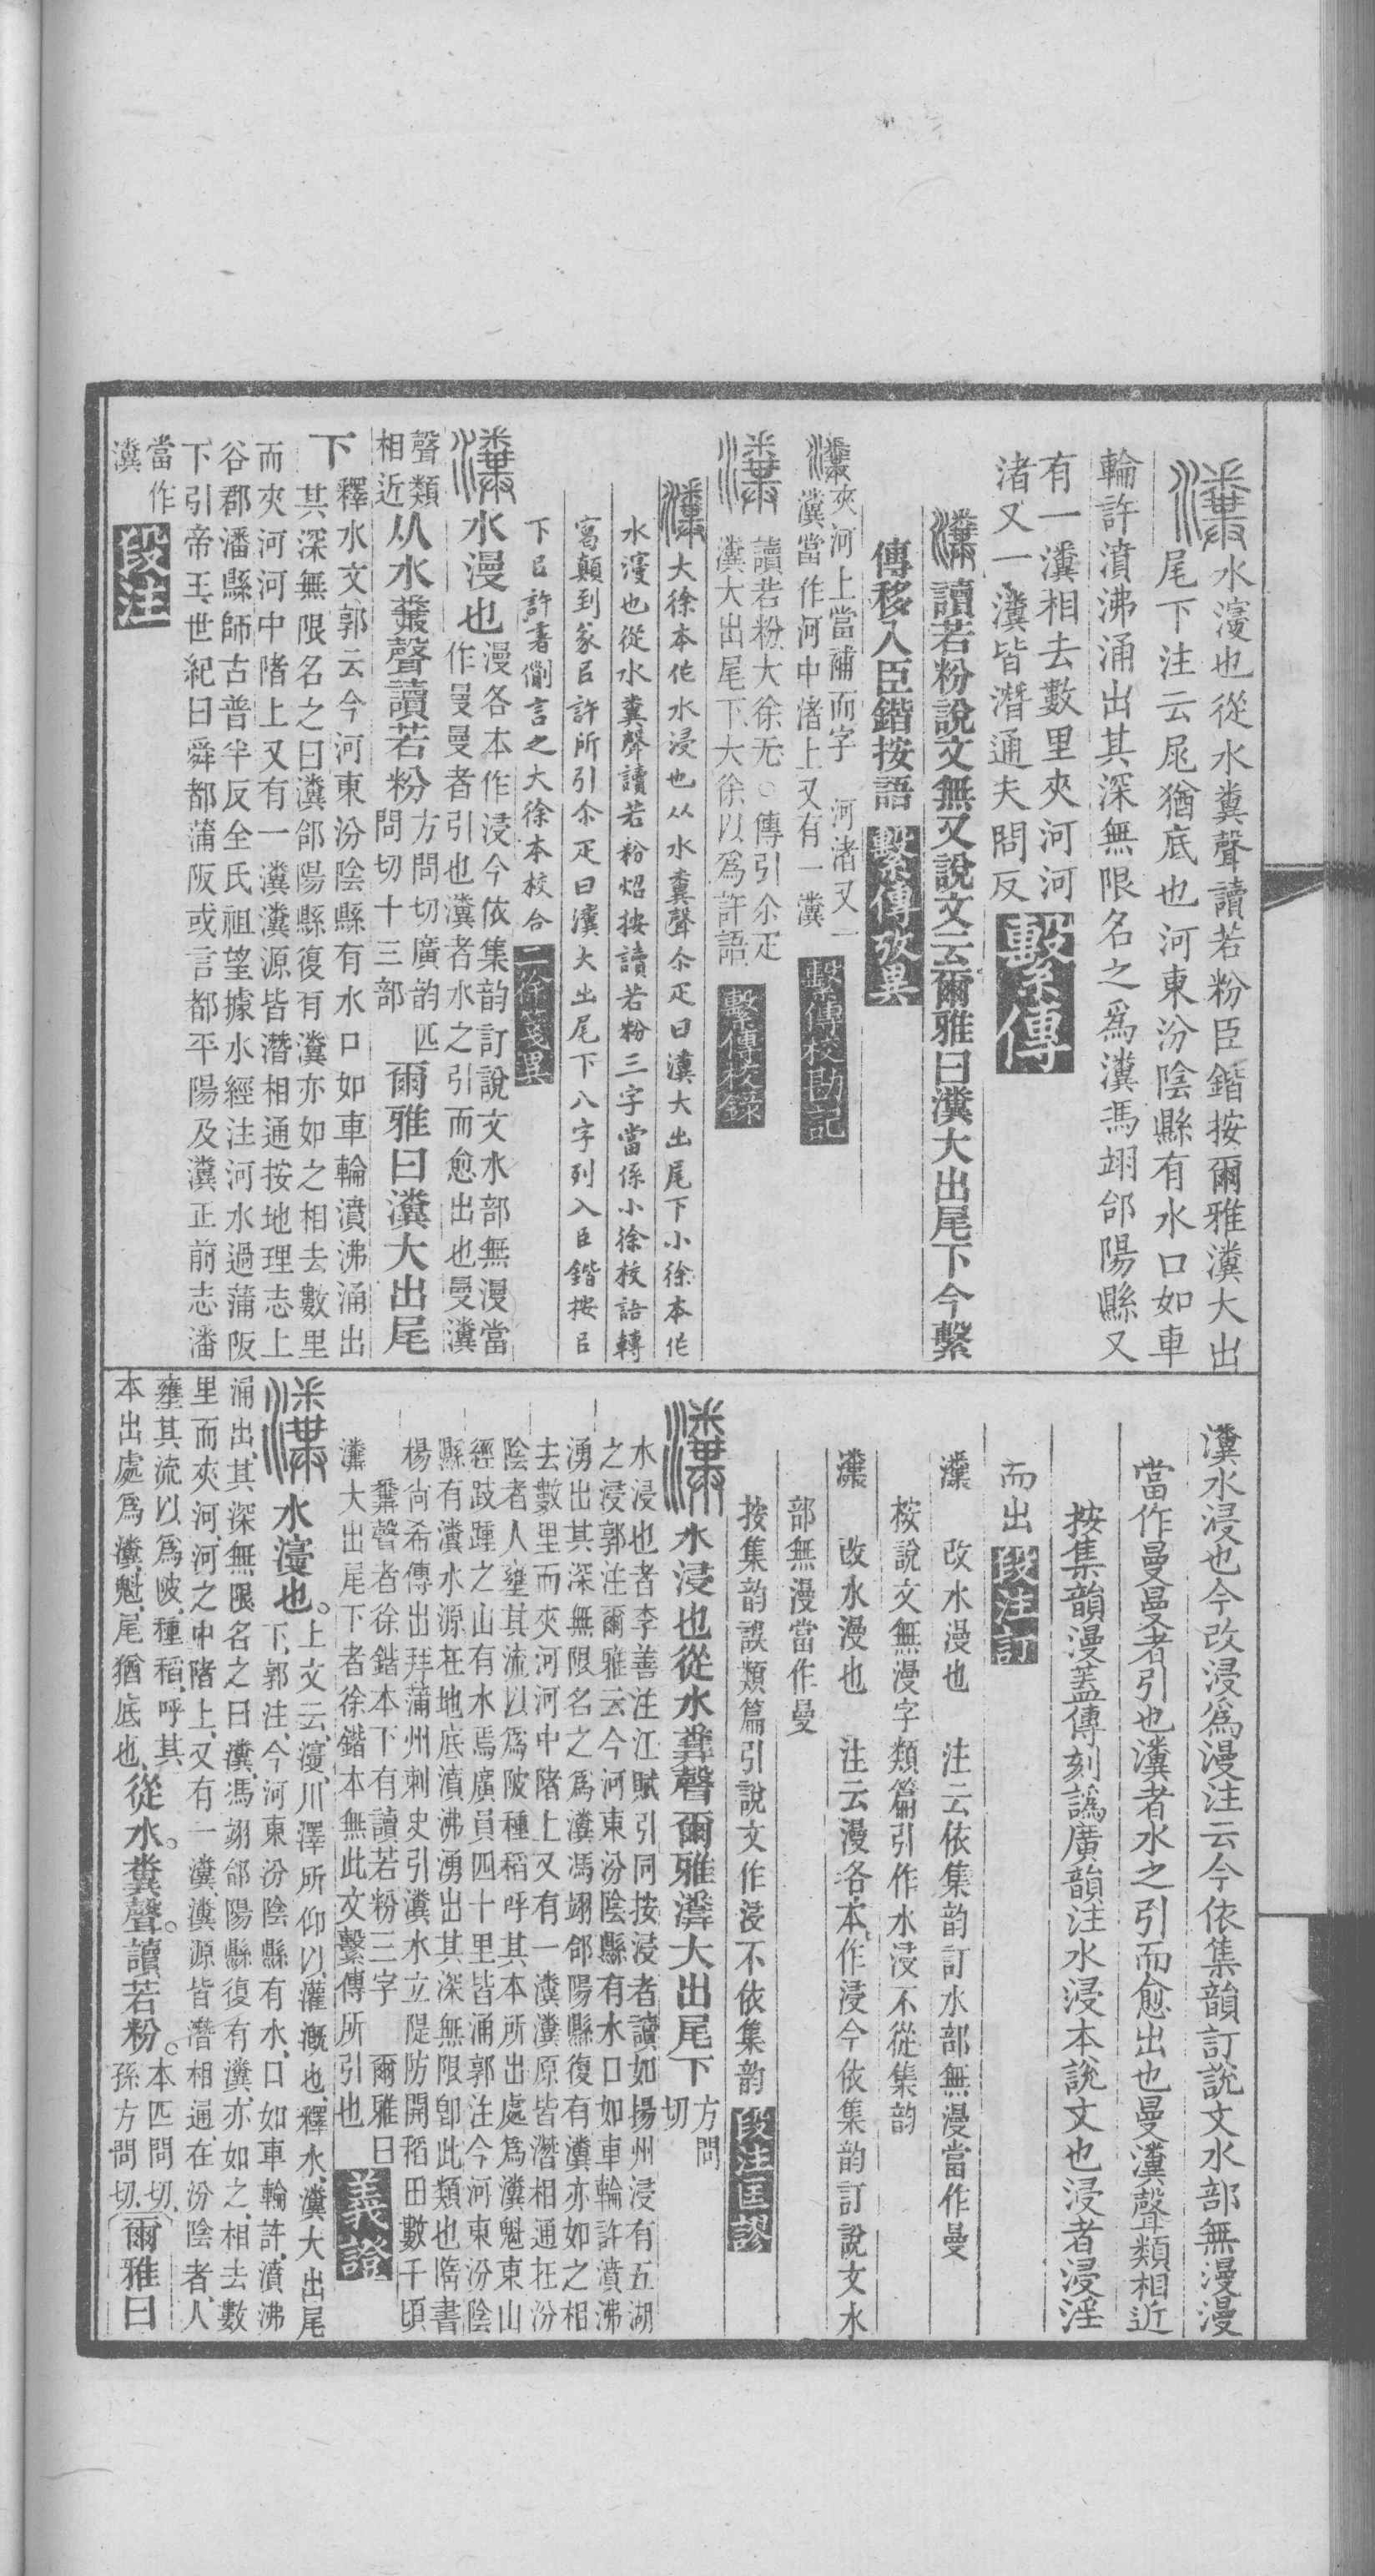 瀵水濅也從水糞聲讀若粉臣鍇按爾雅瀵大出
尾下注云尾猶底也河東汾陰縣有水口如車
輪許濆沸涌出其深無限名之爲瀵馮翊郃陽縣又
有一瀵相去數里夾河河
渚又一瀵皆潛通夫問反
繫傳
瀵讀若粉說文無又說文云爾雅曰瀵大出尾下今繫
傳移入臣鍇按語
繫傳攷異
瀵夾河上當補而字 河渚又一
瀵當作河中渚上又有一瀵
繫傳校勘記
瀵讀若粉大徐无○傳引尒疋
瀵大出尾下大徐以爲許語
繫傳校錄
瀵大徐本作水浸也从水糞聲尒疋曰瀵大出尾下小徐本作
水濅也從水糞聲讀若粉炤按讀若粉三字當係小徐校語轉
寫顛到篆㠯許所引尒疋曰瀵大出尾下八字列入臣鍇按㠯
下㠯許書例言之大徐本校合
二徐箋異
瀵水漫也
漫各本作浸今依集韵訂說文水部無漫當
作曼曼者引也瀵者水之引而愈出也曼瀵
聲類
相近
从水糞聲讀若粉
方問切廣韵匹
問切十三部
爾雅曰瀵大出尾
下
釋水文郭云今河東汾陰縣有水口如車輪濆沸涌出
其深無限名之曰瀵郃陽縣復有瀵亦如之相去數里
而夾河河中陼上又有一瀵瀵源皆潛相通按地理志上
谷郡潘縣師古普半反全氏祖望據水經注河水過蒲阪
下引帝王世紀曰舜都蒲阪或言都平陽及瀵正前志潘
當作
瀵
段注
瀵水浸也今改浸爲漫注云今依集韻訂說文水部無漫漫
當作曼曼者引也瀵者水之引而愈出也曼瀵聲類相近
按集韻漫蓋傳刻譌廣韻注水浸本說文也浸者浸淫
而出
段注訂
瀵 改水漫也 注云依集韵訂水部無漫當作曼
桉說文無漫字類篇引作水浸不從集韵
瀵 改水漫也 注云漫各本作浸今依集韵訂說文水
部無漫當作曼
按集韵誤類篇引說文作浸不依集韵
段注匡謬
瀵水浸也從水糞聲爾雅瀵大出尾下
方問
切
水浸也者李善注江賦引同按浸者讀如揚州浸有五湖
之浸郭注爾雅云今河東汾陰縣有水口如車輪許濆沸
湧出其深無限名之爲瀵馮翊郃陽縣復有瀵亦如之相
去數里而夾河河中陼上又有一瀵瀵原皆潛相通在汾
陰者人壅其流以爲陂種稻呼其本所出處爲瀵魁東山
經跂踵之山有水焉廣員四十里皆涌郭注今河東汾陰
縣有瀵水源在地底濆沸湧出其深無限卽此類也隋書
楊尚希傳出拜蒲州刺史引瀵水立隄防開稻田數千頃
糞聲者徐鍇本下有讀若粉三字 爾雅曰
瀵大出尾下者徐鍇本無此文繫傳所引也
義證
瀵水濅也。
上文云、濅、川澤所仰以灌漑也、釋水、瀵大出尾
下、郭注、今河東汾陰縣有水、口如車輪許、濆沸
涌出、其深無限、名之曰瀵、馮翊郃陽縣復有瀵、亦如之、相去數
里而夾河、河之中陼上、又有一瀵、瀵源皆潛相通、在汾陰者、人
壅其流以爲陂、種稻、呼其
本出處爲瀵魁、尾猶底也、
從水。糞聲。讀若粉。
本匹問切、
孫方問切、
爾雅曰